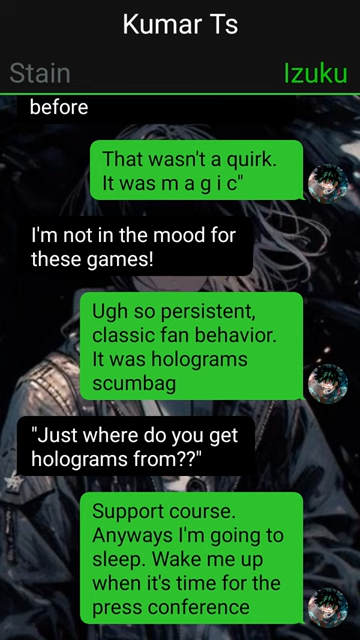 Kumar Ts
Stain Izuku
before
That wasn't a quirk.
It was m a g i c"
I'm not in the mood for
these games!
Ugh so persistent,
classic fan behavior.
It was holograms
scumbag
"Just where do you get
holograms from??"
Support course.
Anyways I'm going to
sleep. Wake me up
when it's time for the
press conference